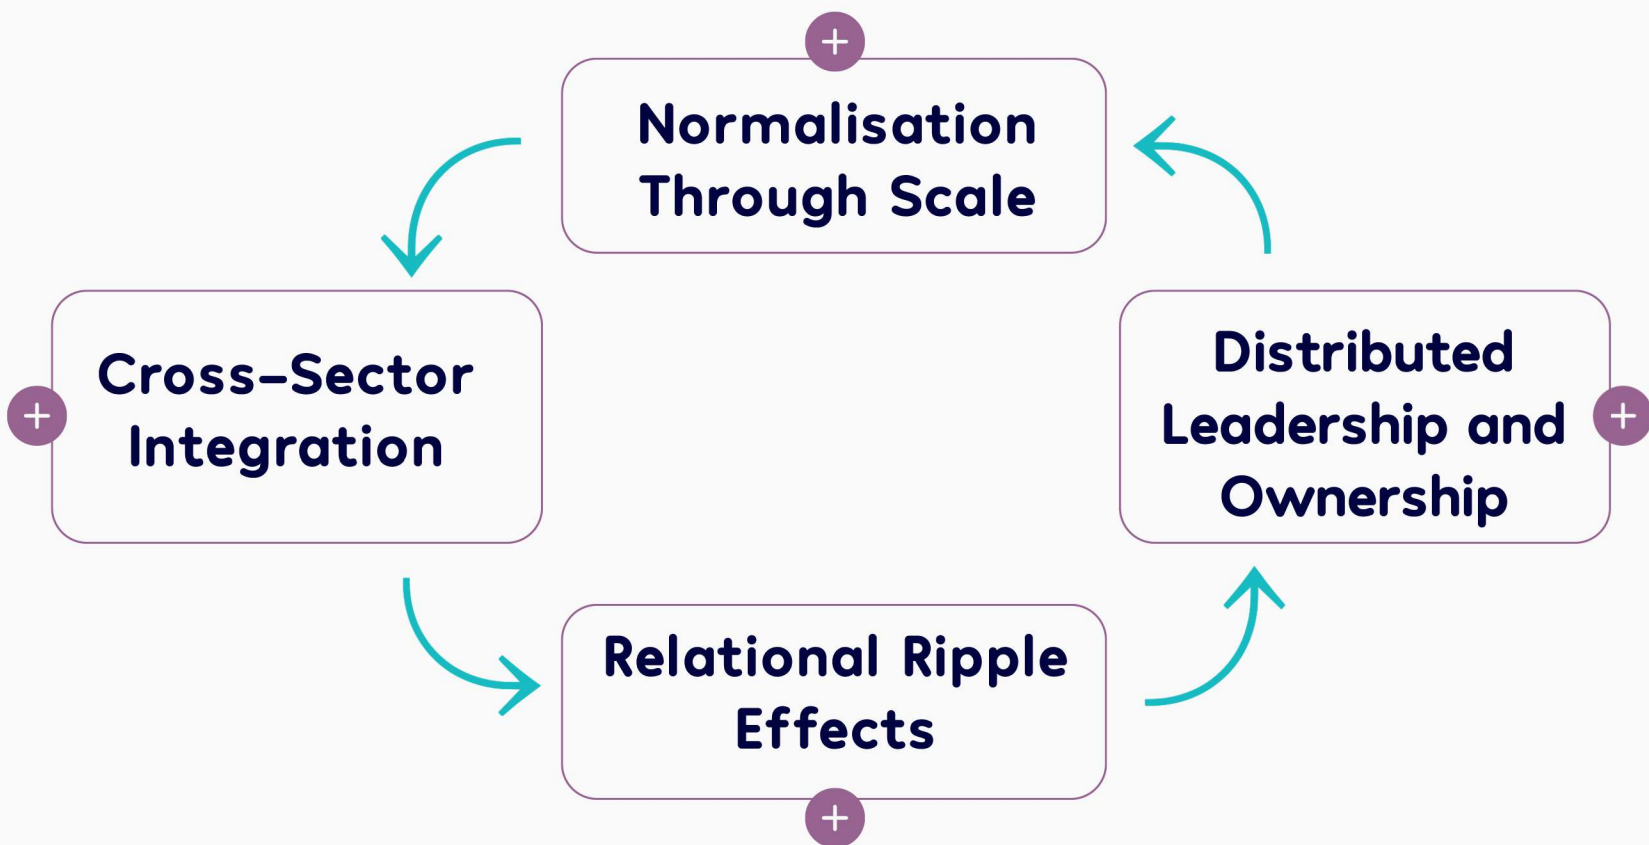 Normalisation
Through Scale
Cross-Sector
Integration
Distributed
Leadership and
Ownership
Relational Ripple
Effects